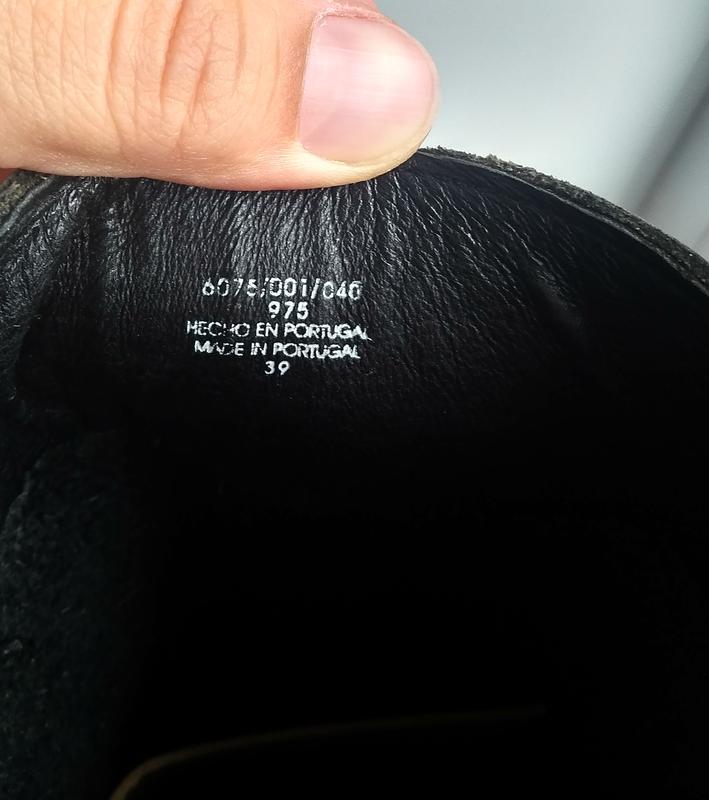 6075/001/040
975
HECHO EN PORTUGAL
MADE IN PORTUGAL
39